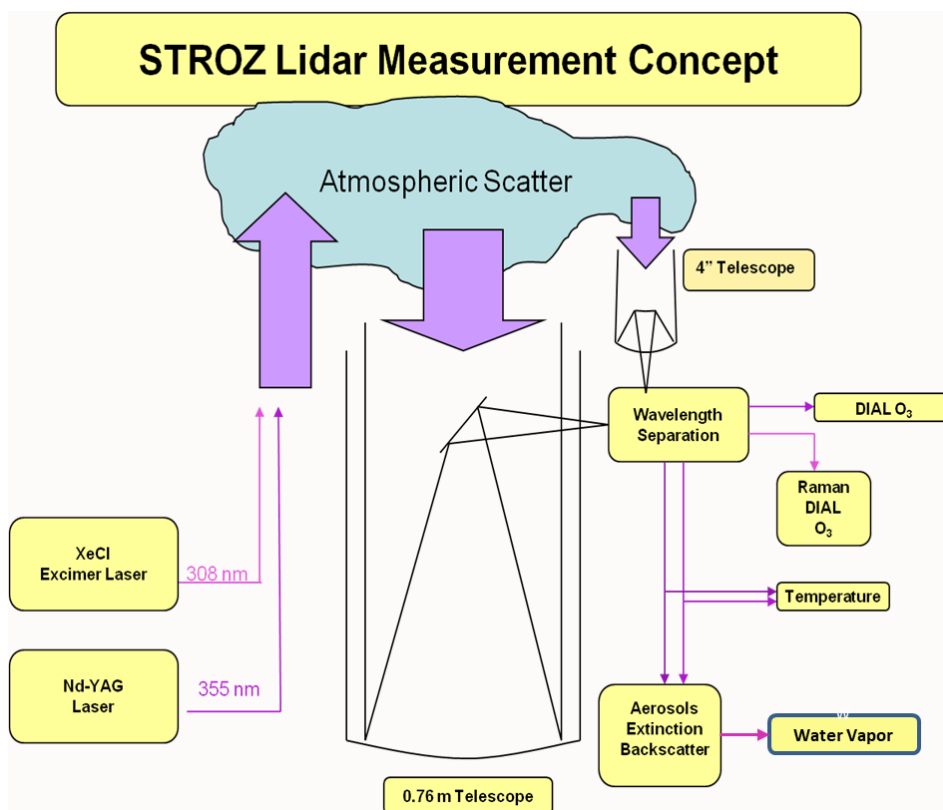 STROZ Lidar Measurement Concept
Atmospheric Scatter
4” Telescope
Wavelength
Separation
DIAL O₃
Raman
DIAL
O₃
XeCl
Excimer Laser
308 nm
Temperature
Nd-YAG
Laser
355 nm
Aerosols
Extinction
Backscatter
Water Vapor
0.76 m Telescope